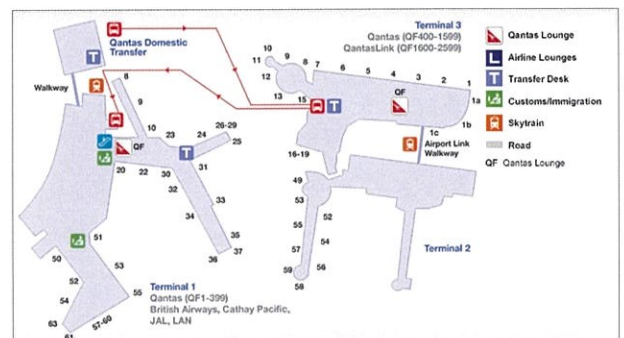 Terminal 3
Qantas (QF400-1599)
QantasLink (QF1600-2599)
Qantas Domestic
Transfer
T
Walkway
8
9
10
QF
23
24
26-29
25
T
20
22
30
31
32
33
34
35
36
37
51
50
52
53
54
55
63
61
57-60
Terminal 1
Qantas (QF1-399)
British Airways, Cathay Pacific,
JAL, LAN
10
11
9
8
7
12
13
15
6
5
4
3
2
1
1a
1b
1c
T
QF
16-19
Airport Link
Walkway
49
53
52
55
54
57
56
59
58
Terminal 2
Qantas Lounge
L Airline Lounges
T Transfer Desk
Customs/Immigration
Skytrain
Road
QF Qantas Lounge